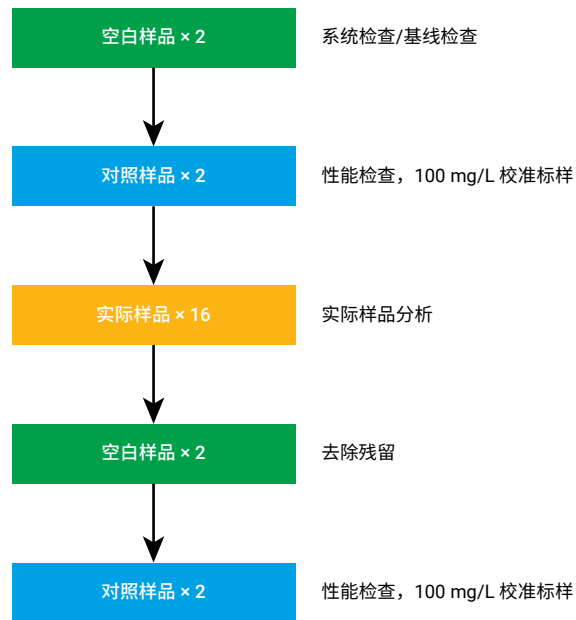 空白样品 × 2
系统检查/基线检查
对照样品 × 2
性能检查，100 mg/L 校准标样
实际样品 × 16
实际样品分析
空白样品 × 2
去除残留
对照样品 × 2
性能检查，100 mg/L 校准标样